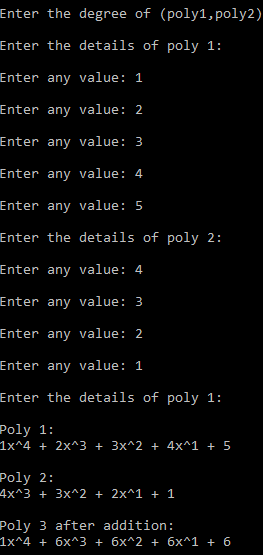 Enter the degree of (poly1,poly2)
Enter the details of poly 1:
Enter any value: 1
Enter any value: 2
Enter any value: 3
Enter any value: 4
Enter any value: 5
Enter the details of poly 2:
Enter any value: 4
Enter any value: 3
Enter any value: 2
Enter any value: 1
Enter the details of poly 1:
Poly 1:
1x^4 + 2x^3 + 3x^2 + 4x^1 + 5
Poly 2:
4x^3 + 3x^2 + 2x^1 + 1
Poly 3 after addition:
1x^4 + 6x^3 + 6x^2 + 6x^1 + 6